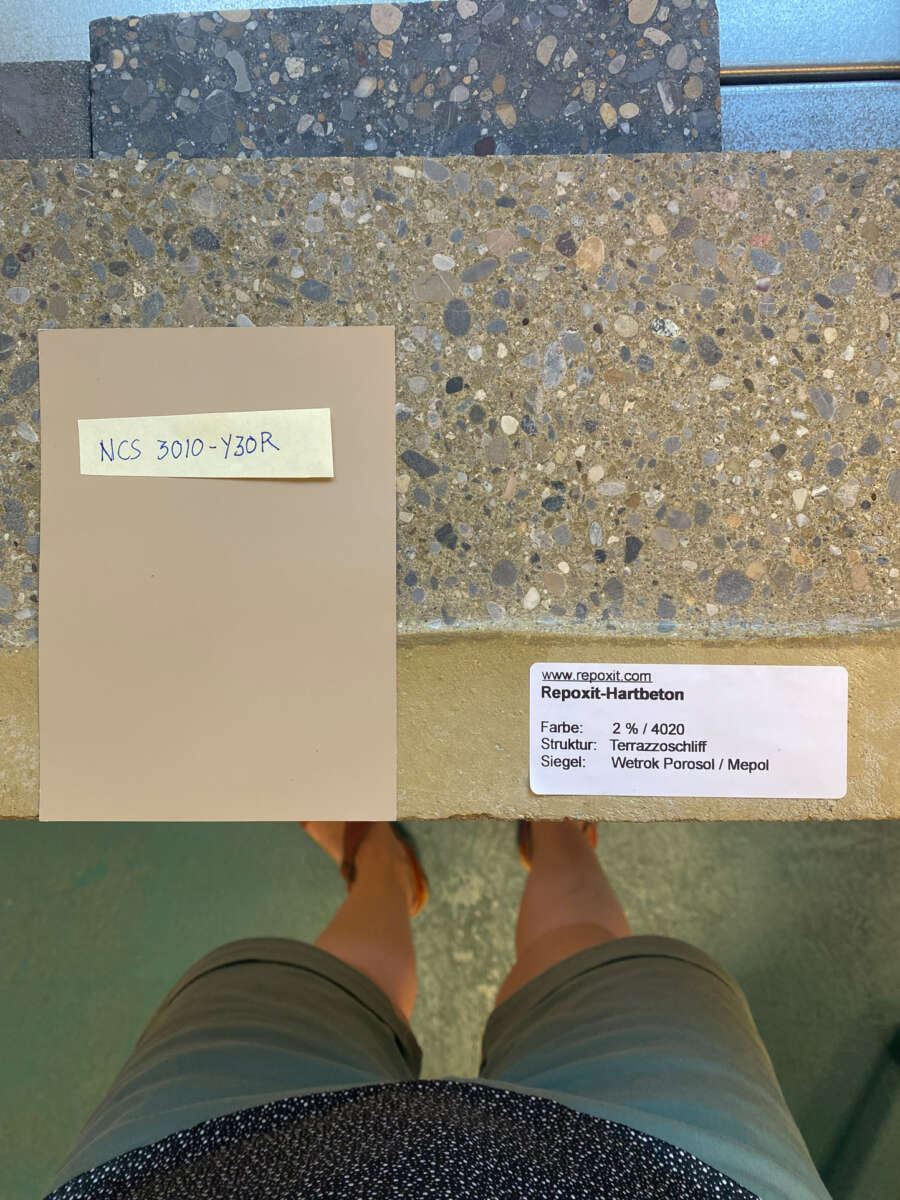 NCS 3010-Y30R
www.repoxit.com
Repoxit-Hartbeton
Farbe: 2 % / 4020
Struktur: Terrazzoschliff
Siegel: Wetrok Porosol / Mepol